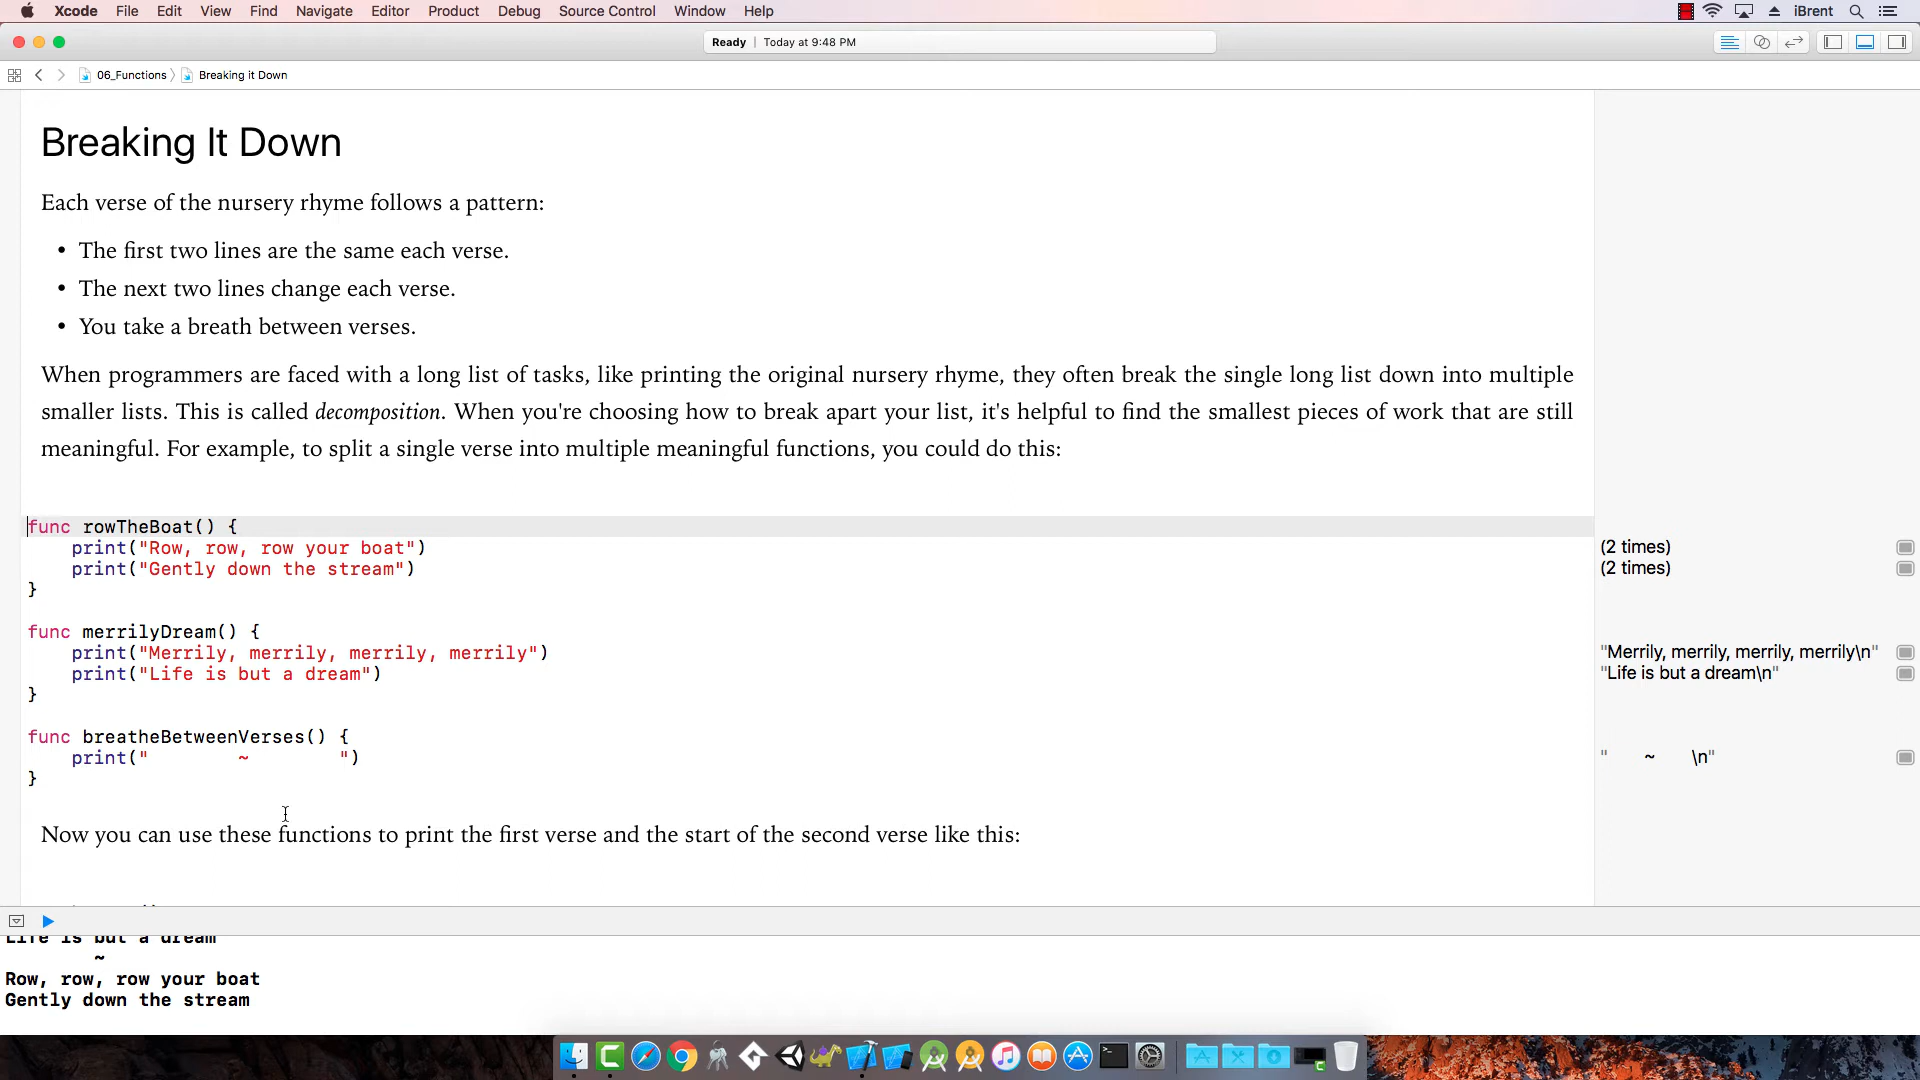 Xcode File Edit View Find Navigate Editor Product Debug Source Control Window Help iBrent
Ready | Today at 9:48 PM
06_Functions Breaking it Down
Breaking It Down
Each verse of the nursery rhyme follows a pattern:
• The first two lines are the same each verse.
• The next two lines change each verse.
• You take a breath between verses.
When programmers are faced with a long list of tasks, like printing the original nursery rhyme, they often break the single long list down into multiple
smaller lists. This is called decomposition. When you're choosing how to break apart your list, it's helpful to find the smallest pieces of work that are still
meaningful. For example, to split a single verse into multiple meaningful functions, you could do this:
func rowTheBoat() {
    print("Row, row, row your boat") (2 times)
    print("Gently down the stream") (2 times)
}
func merrilyDream() {
    print("Merrily, merrily, merrily, merrily") "Merrily, merrily, merrily, merrily\n"
    print("Life is but a dream") "Life is but a dream\n"
}
func breatheBetweenVerses() {
    print("         ~         ") "         ~         \n"
}
Now you can use these functions to print the first verse and the start of the second verse like this:
Life is but a dream
         ~
Row, row, row your boat
Gently down the stream